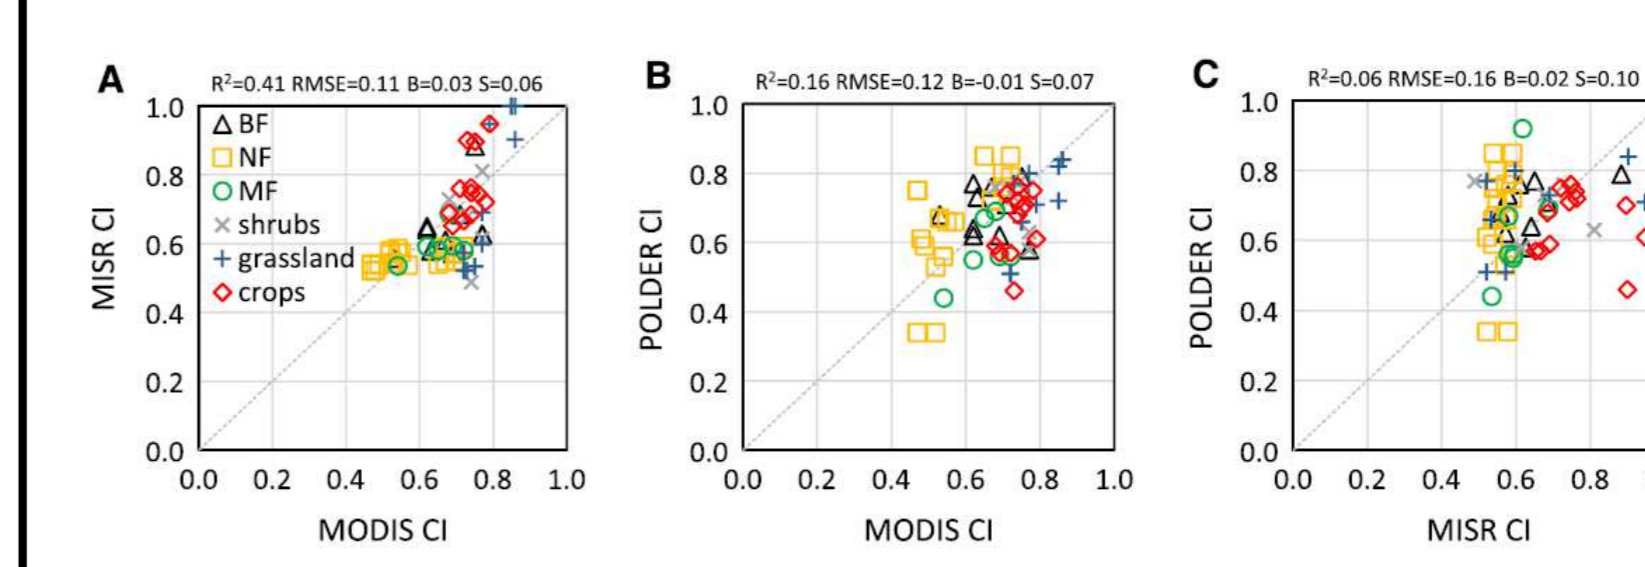 A
R²=0.41 RMSE=0.11 B=0.03 S=0.06
MISR CI
1.0
0.8
0.6
0.4
0.2
0.0
BF
NF
MF
shrubs
grassland
crops
0.0 0.2 0.4 0.6 0.8 1.0
MODIS CI
B
R²=0.16 RMSE=0.12 B=-0.01 S=0.07
POLDER CI
1.0
0.8
0.6
0.4
0.2
0.0
0.0 0.2 0.4 0.6 0.8 1.0
MODIS CI
C
R²=0.06 RMSE=0.16 B=0.02 S=0.10
POLDER CI
1.0
0.8
0.6
0.4
0.2
0.0
0.0 0.2 0.4 0.6 0.8
MISR CI